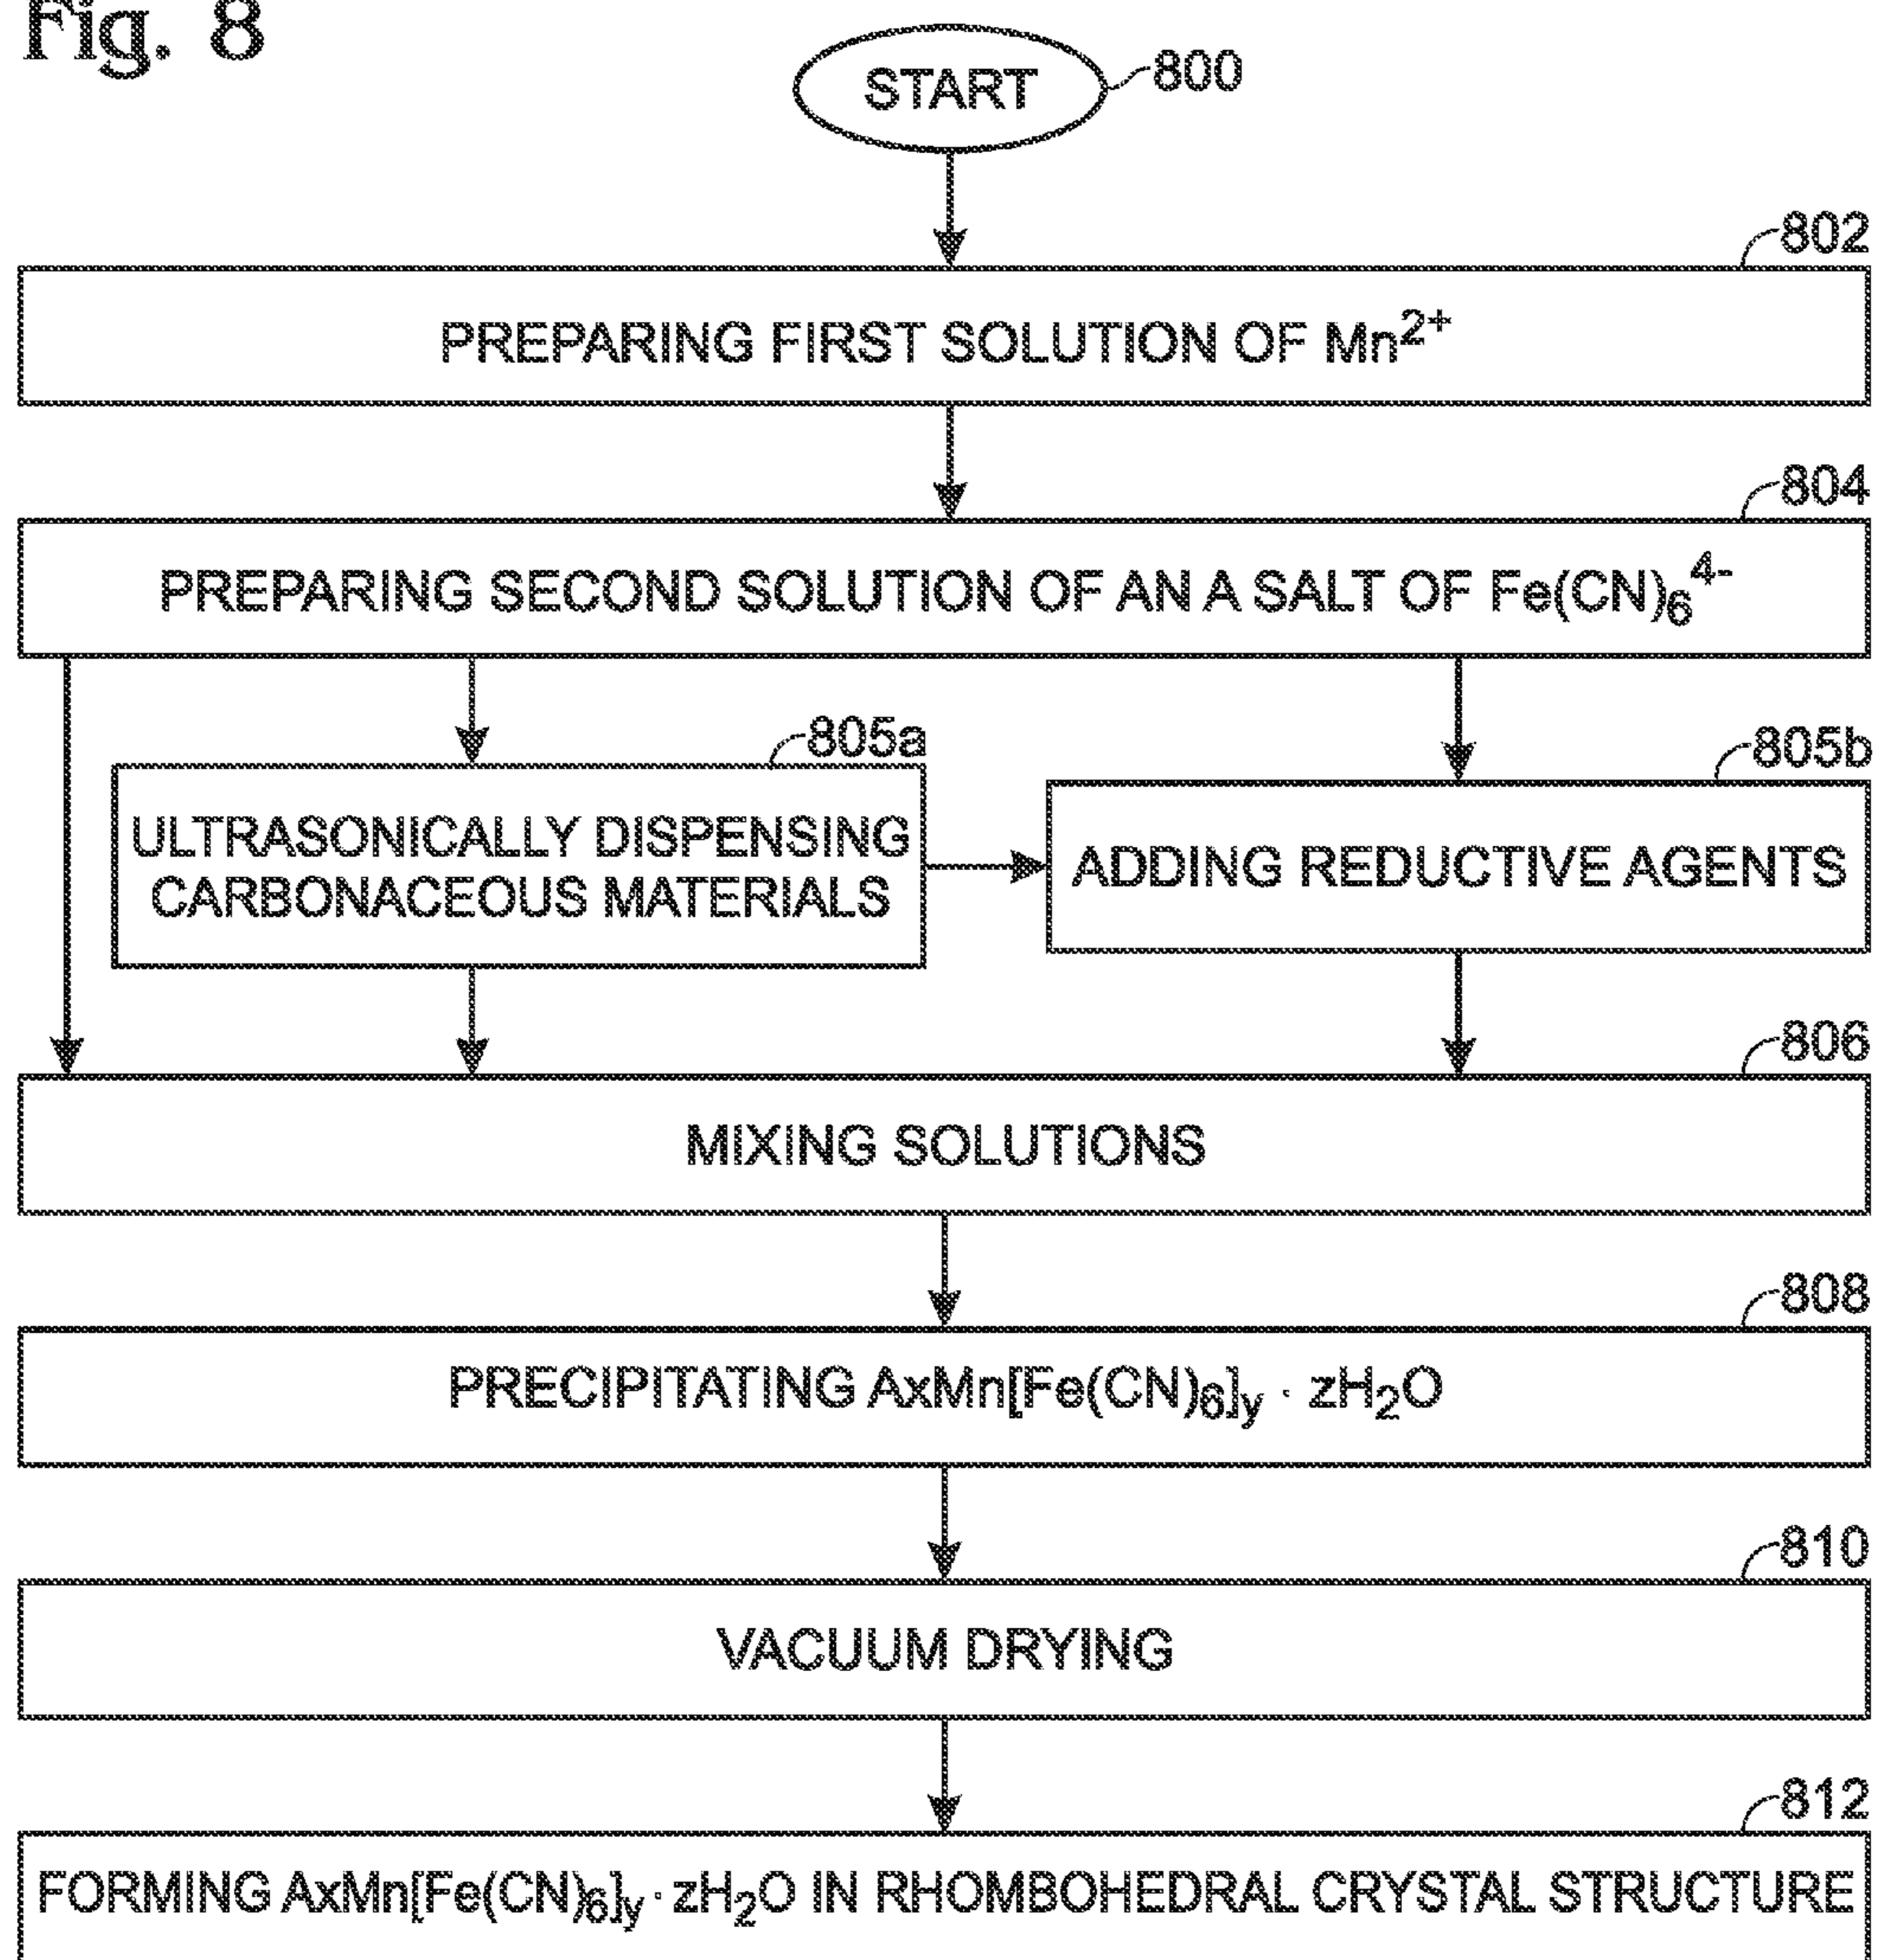 Fig. 8
START
800
802
PREPARING FIRST SOLUTION OF Mn²⁺
804
PREPARING SECOND SOLUTION OF AN A SALT OF Fe(CN)₆⁴⁻
805a
805b
ULTRASONICALLY DISPENSING
CARBONACEOUS MATERIALS
ADDING REDUCTIVE AGENTS
806
MIXING SOLUTIONS
808
PRECIPITATING AxMn[Fe(CN)₆]y · zH₂O
810
VACUUM DRYING
812
FORMING AxMn[Fe(CN)₆]y · zH₂O IN RHOMBOHEDRAL CRYSTAL STRUCTURE